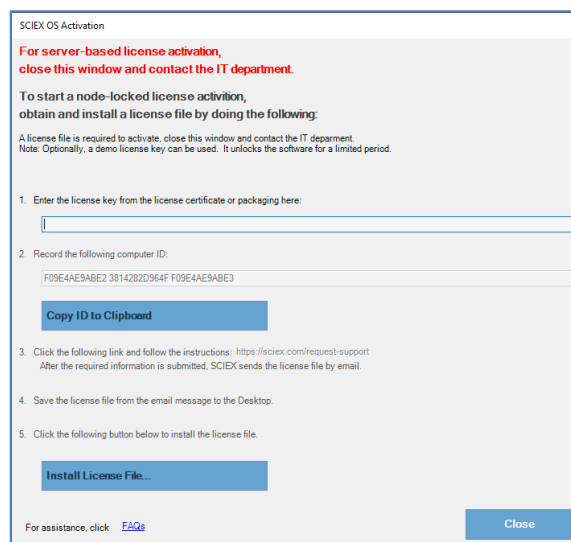 SCIEX OS Activation
For server-based license activation,
close this window and contact the IT department.
To start a node-locked license activition,
obtain and install a license file by doing the following:
A license file is required to activate, close this window and contact the IT deparment.
Note: Optionally, a demo license key can be used. It unlocks the software for a limited period.
1. Enter the license key from the license certificate or packaging here:
2. Record the following computer ID:
F09E4AE9ABE2 3814282D964F F09E4AE9ABE3
Copy ID to Clipboard
3. Click the following link and follow the instructions: https://sciex.com/request-support
After the required information is submitted, SCIEX sends the license file by email.
4. Save the license file from the email message to the Desktop.
5. Click the following button below to install the license file.
Install License File...
For assistance, click FAQs
Close